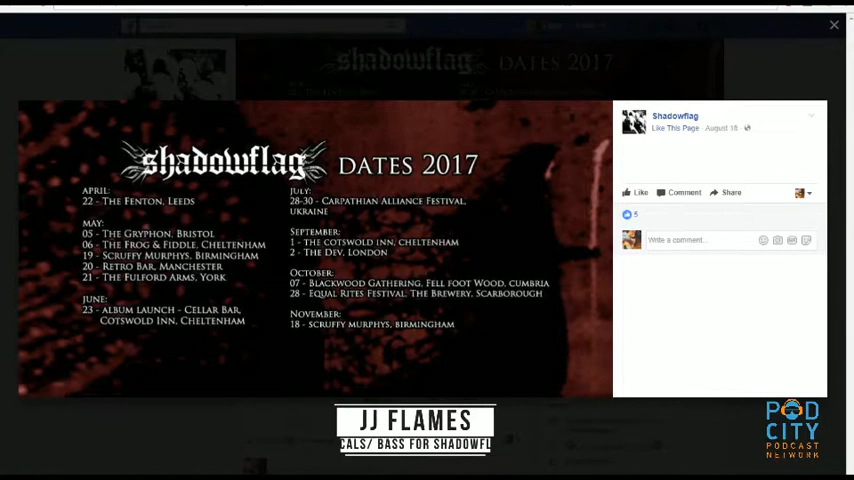 shadowflag DATES 2017
shadowflag DATES 2017
APRIL:
22 - THE FENTON, LEEDS
MAY:
05 - THE GRYPHON, BRISTOL
06 - THE FROG & FIDDLE, CHELTENHAM
19 - SCRUFFY MURPHYS, BIRMINGHAM
20 - RETRO BAR, MANCHESTER
21 - THE FULFORD ARMS, YORK
JUNE:
23 - ALBUM LAUNCH - CELLAR BAR,
COTSWOLD INN, CHELTENHAM
JULY:
28-30 - CARPATHIAN ALLIANCE FESTIVAL,
UKRAINE
SEPTEMBER:
1 - THE COTSWOLD INN, CHELTENHAM
2 - THE DEV, LONDON
OCTOBER:
07 - BLACKWOOD GATHERING, FELL FOOT WOOD, CUMBRIA
28 - EQUAL RITES FESTIVAL, THE BREWERY, SCARBOROUGH
NOVEMBER:
18 - SCRUFFY MURPHYS, BIRMINGHAM
Shadowflag
Like This Page · August 18 ·
Like Comment Share
5
Write a comment...
JJ FLAMES
CALS/ BASS FOR SHADOWFL
POD
CITY
PODCAST
NETWORK